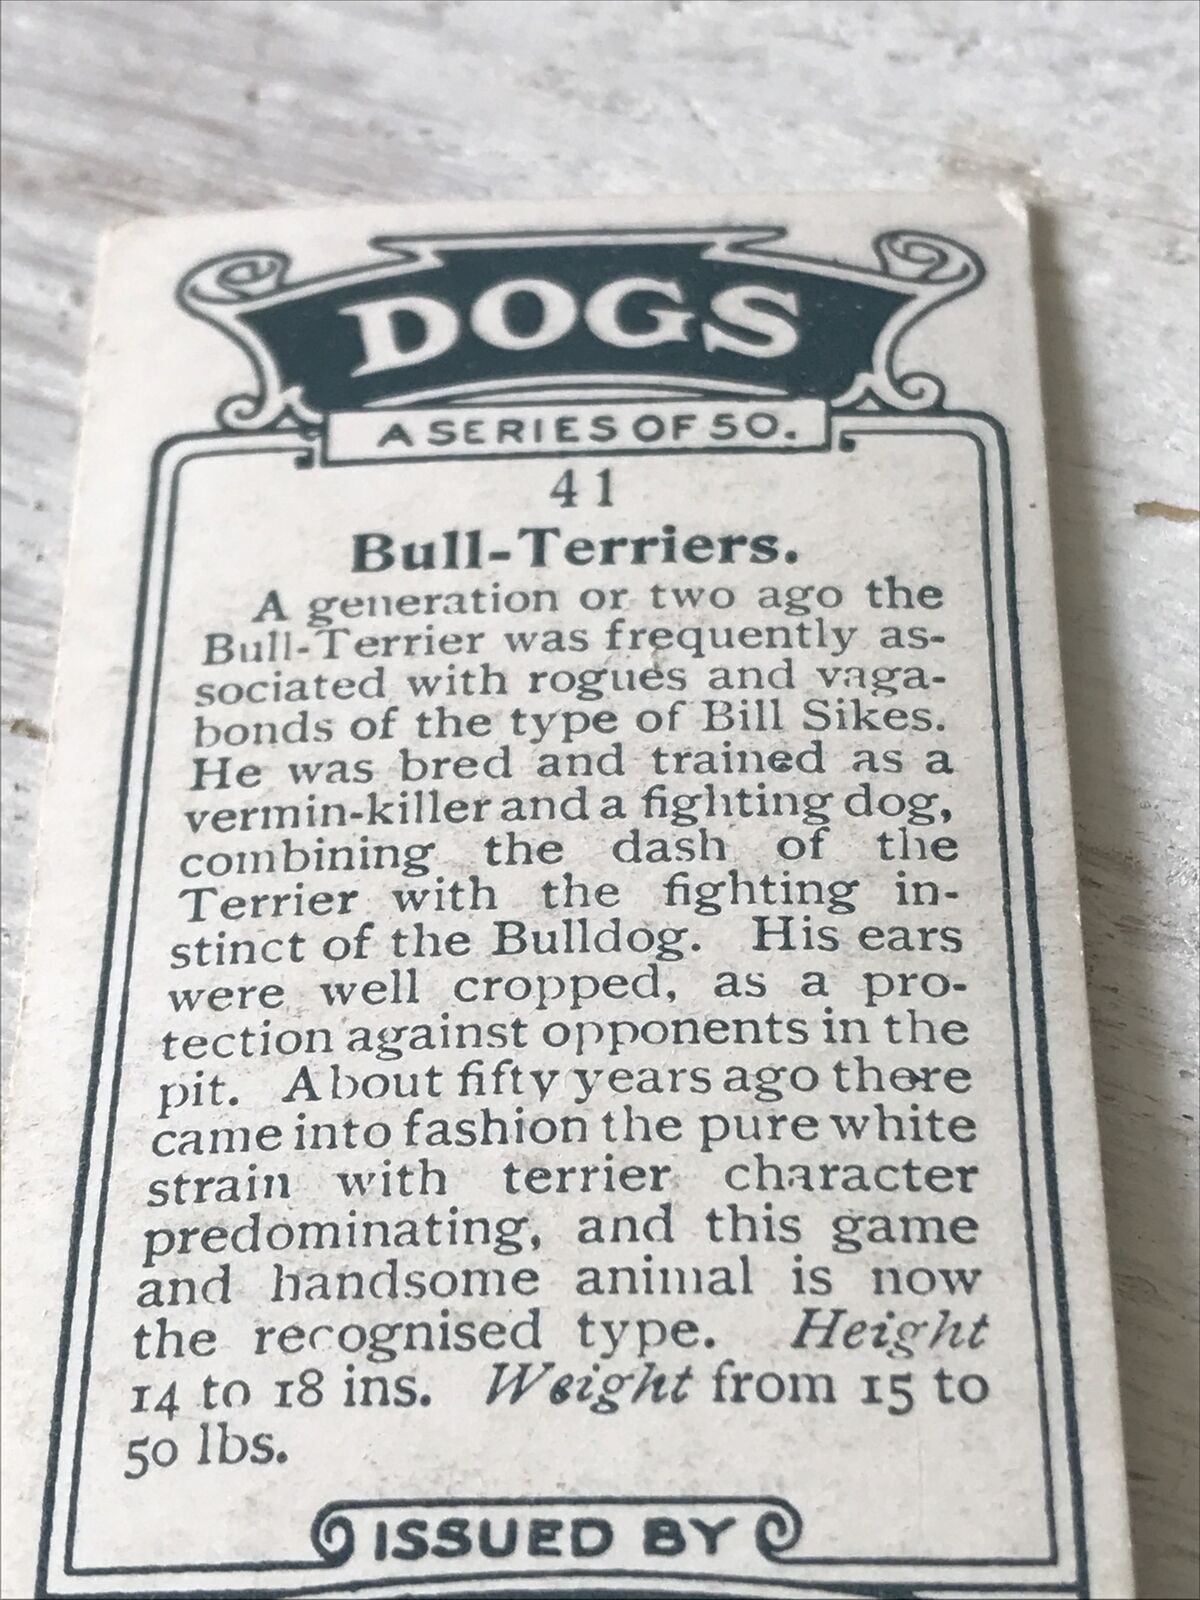 DOGS
A SERIES OF 50.
41
Bull-Terriers.
A generation or two ago the
Bull-Terrier was frequently as-
sociated with rogues and vaga-
bonds of the type of Bill Sikes.
He was bred and trained as a
vermin-killer and a fighting dog,
combining the dash of the
Terrier with the fighting in-
stinct of the Bulldog. His ears
were well cropped, as a pro-
tection against opponents in the
pit. About fifty years ago there
came into fashion the pure white
strain with terrier character
predominating, and this game
and handsome animal is now
the recognised type. Height
14 to 18 ins. Weight from 15 to
50 lbs.
ISSUED BY